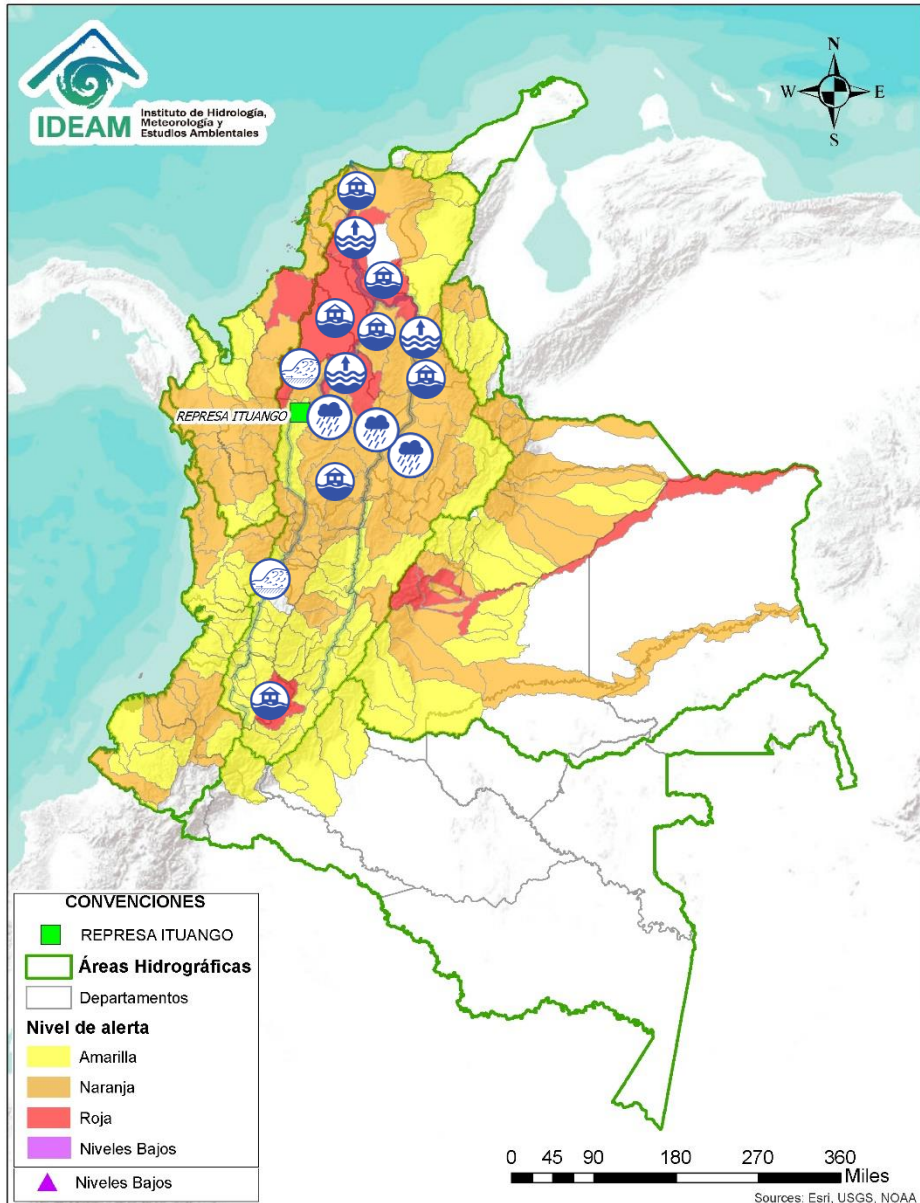 IDEAM
Instituto de Hidrología,
Meteorología y
Estudios Ambientales
N
W
E
S
REPRESA ITUANGO
CONVENCIONES
REPRESA ITUANGO
Áreas Hidrográficas
Departamentos
Nivel de alerta
Amarilla
Naranja
Roja
Niveles Bajos
Niveles Bajos
0 45 90 180 270 360
Miles
Sources: Esri, USGS, NOAA